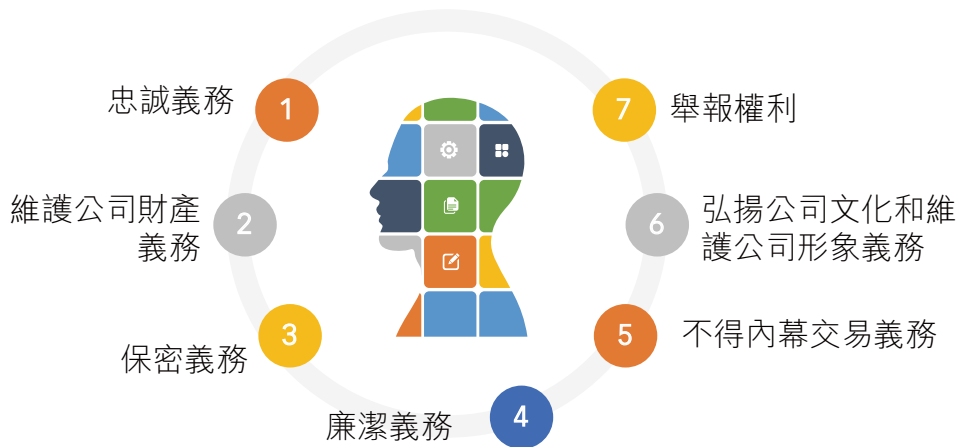 忠誠義務
1
維護公司財產
義務
2
保密義務
3
廉潔義務
4
不得內幕交易義務
5
弘揚公司文化和維
護公司形象義務
6
舉報權利
7